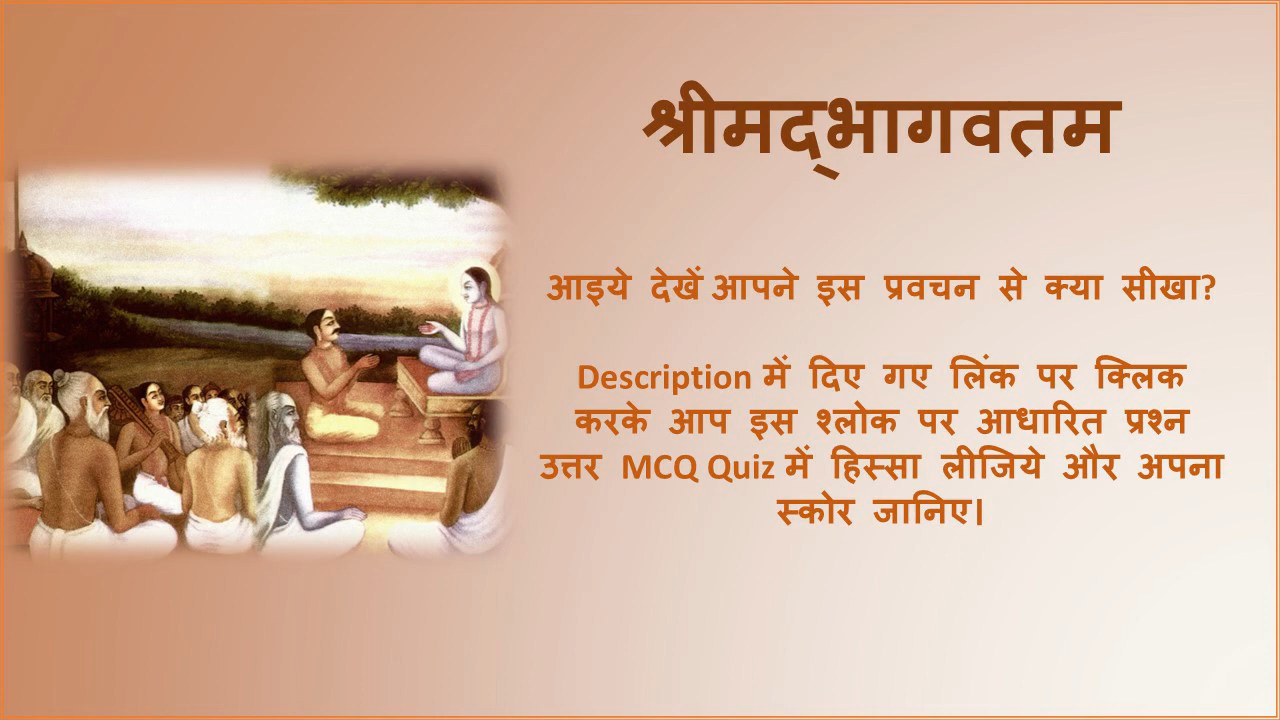 श्रीमद्‌भागवतम
आइये देखें आपने इस प्रवचन से क्या सीखा?
Description में दिए गए लिंक पर क्लिक
करके आप इस श्लोक पर आधारित प्रश्न
उत्तर MCQ Quiz में हिस्सा लीजिये और अपना
स्कोर जानिए।